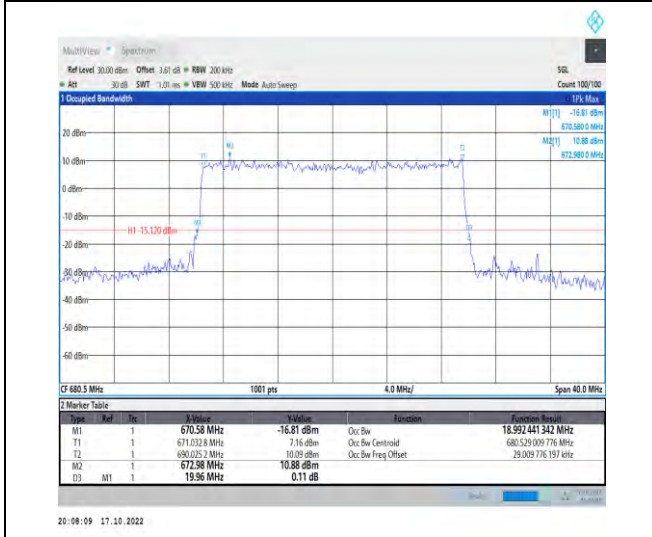 MultiView Spectrum
Ref Level 30.00 dBm Offset 3.61 dB RBW 200 kHz SGL
Att 30 dB SWT 1.01 ms VBW 500 kHz Mode Auto Sweep Count 100/100
1 Occupied Bandwidth 1Pk Max
M1[1] -16.81 dBm
670.580 0 MHz
M2[1] 10.88 dBm
672.980 0 MHz
20 dBm
M2
T1
T2
10 dBm
0 dBm
-10 dBm
H1 -15.120 dBm
-30 dBm
-40 dBm
-50 dBm
-60 dBm
CF 680.5 MHz 1001 pts 4.0 MHz/ Span 40.0 MHz
2 Marker Table
Type Ref Trc X-Value Y-Value Function Function Result
M1 1 670.58 MHz -16.81 dBm Occ Bw 18.992 441 342 MHz
T1 1 671.032 8 MHz 7.16 dBm Occ Bw Centroid 680.529 009 776 MHz
T2 1 690.025 2 MHz 10.09 dBm Occ Bw Freq Offset 29.009 776 197 kHz
M2 1 672.98 MHz 10.88 dBm
D3 M1 1 19.96 MHz 0.11 dB
20:08:09 17.10.2022